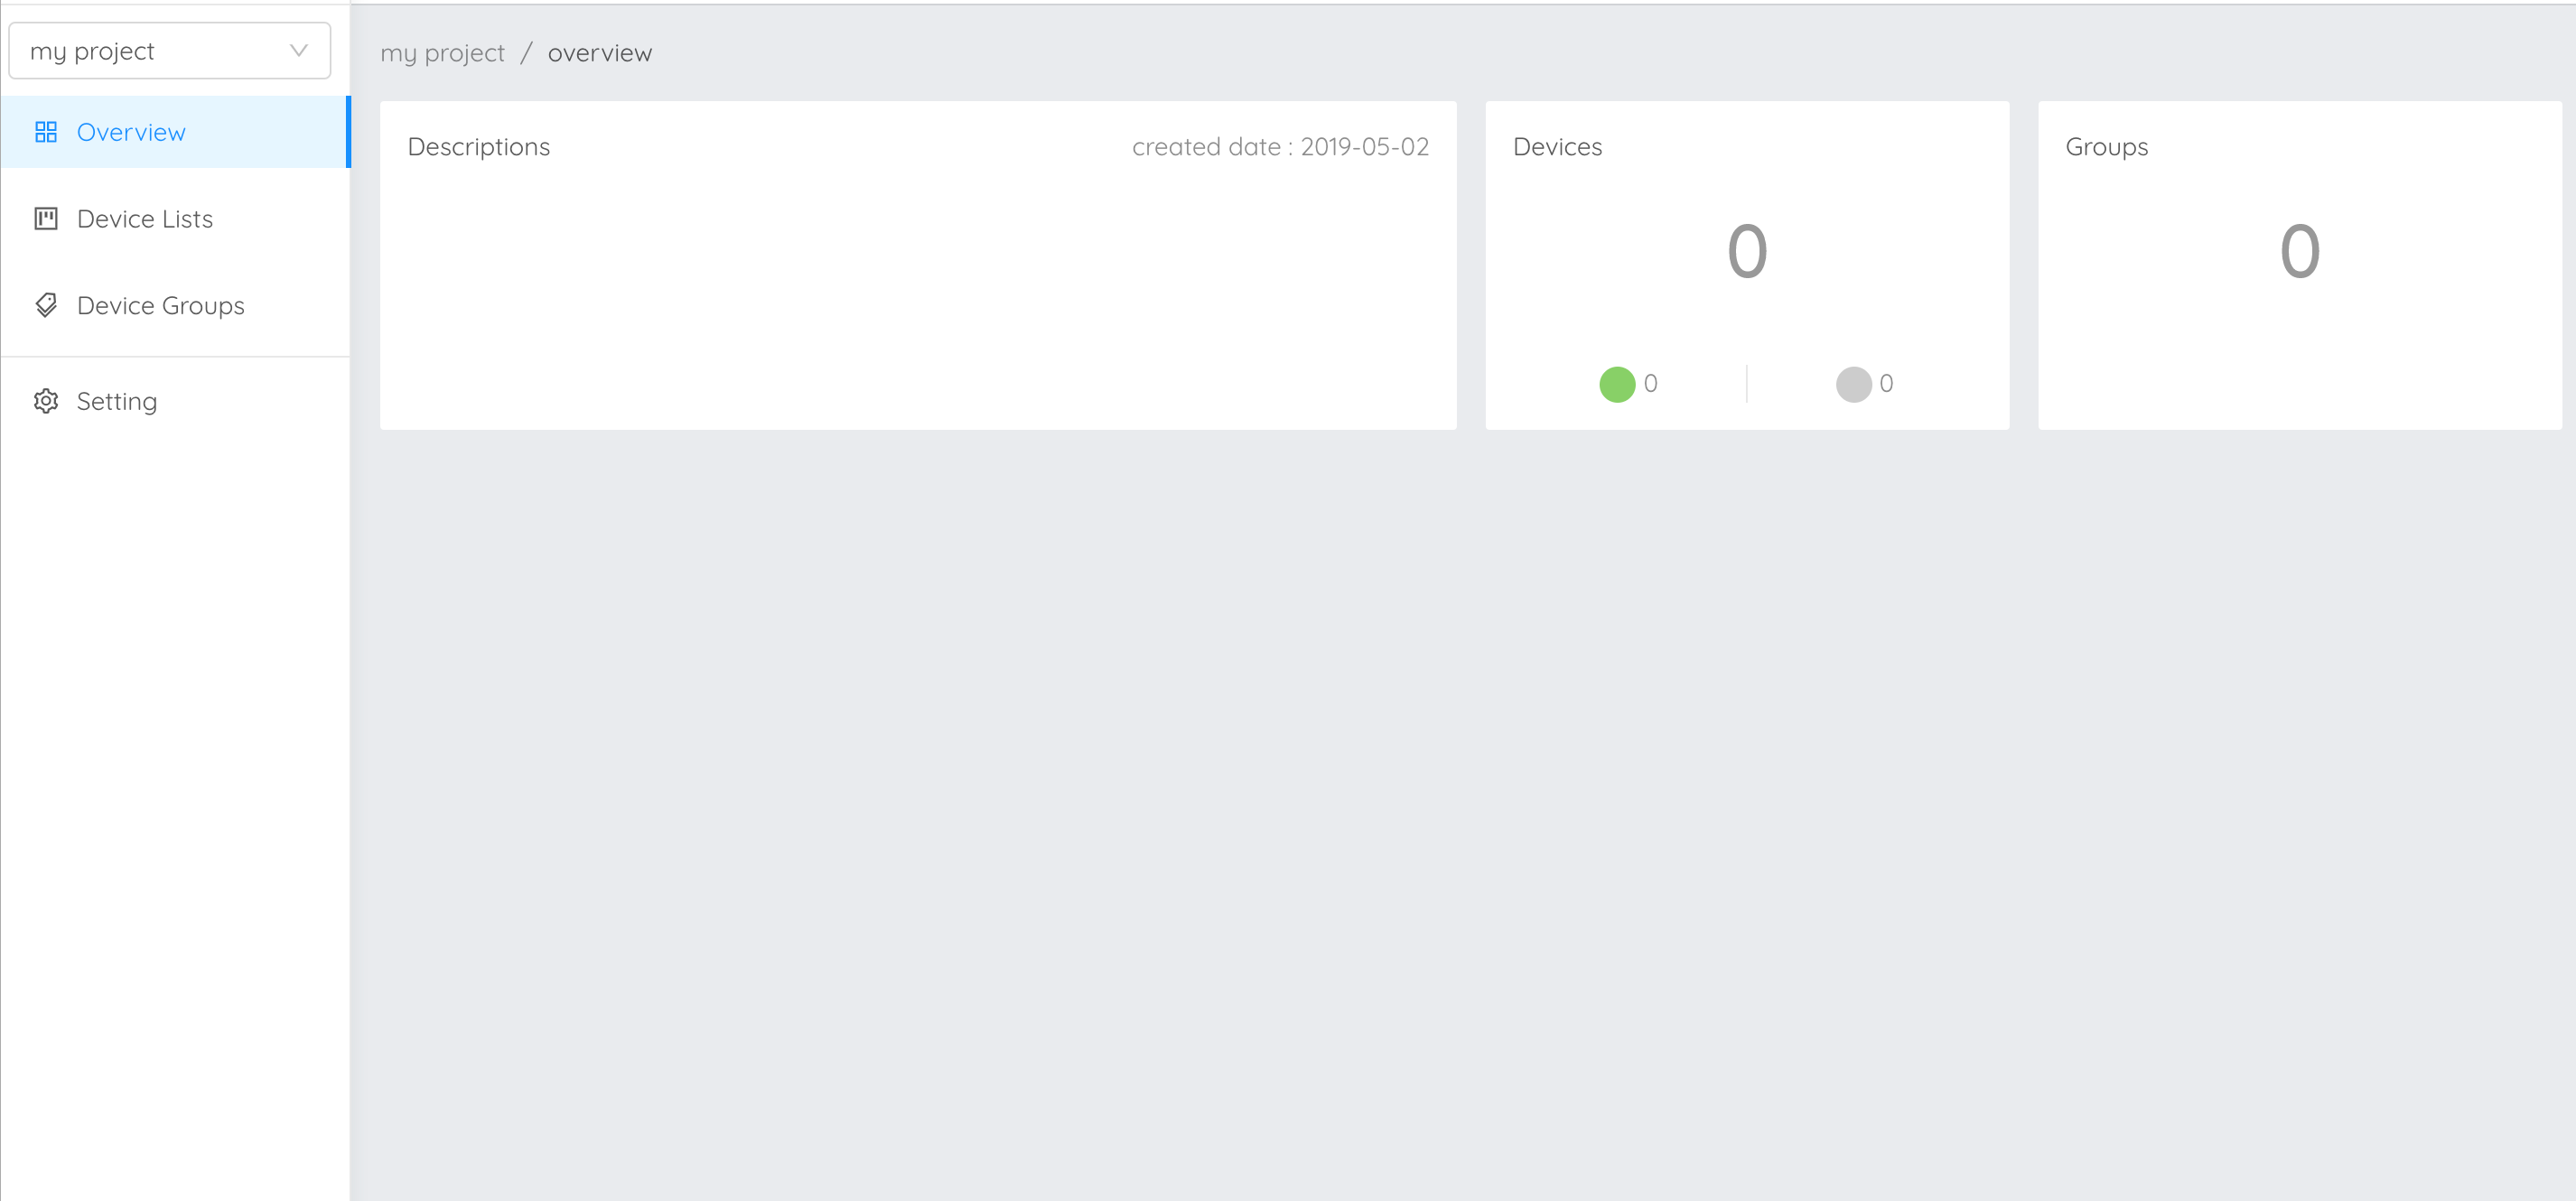 my project
Overview
Device Lists
Device Groups
Setting
my project / overview
Descriptions
created date : 2019-05-02
Devices
0
0
0
Groups
0